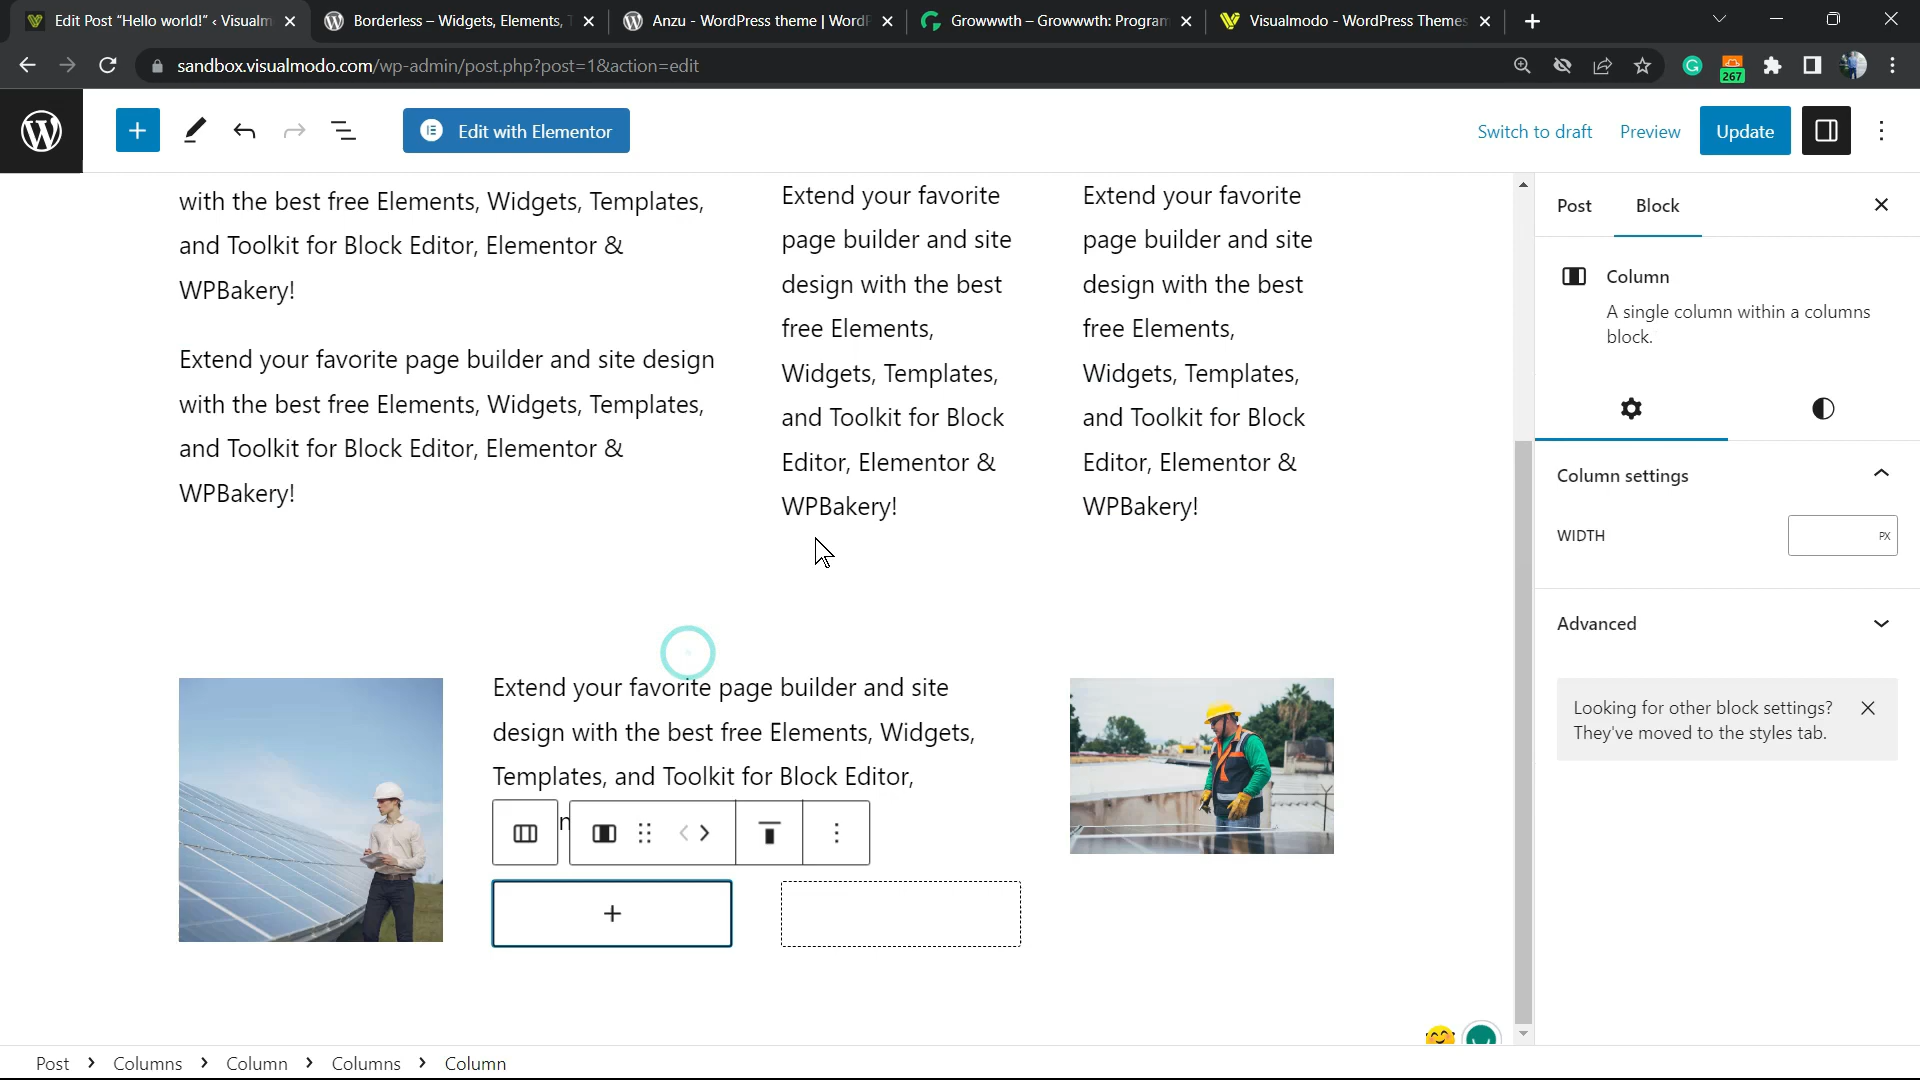 Edit Post “Hello world!” ‹ Visualm
Borderless – Widgets, Elements,
Anzu - WordPress theme | Word
Growwwth – Growwwth: Program
Visualmodo - WordPress Themes
sandbox.visualmodo.com/wp-admin/post.php?post=1&action=edit
267
Edit with Elementor
Switch to draft
Preview
Update
with the best free Elements, Widgets, Templates,
and Toolkit for Block Editor, Elementor &
WPBakery!
Extend your favorite page builder and site design
with the best free Elements, Widgets, Templates,
and Toolkit for Block Editor, Elementor &
WPBakery!
Extend your favorite
page builder and site
design with the best
free Elements,
Widgets, Templates,
and Toolkit for Block
Editor, Elementor &
WPBakery!
Extend your favorite
page builder and site
design with the best
free Elements,
Widgets, Templates,
and Toolkit for Block
Editor, Elementor &
WPBakery!
Extend your favorite page builder and site
design with the best free Elements, Widgets,
Templates, and Toolkit for Block Editor,
Post
Block
Column
A single column within a columns
block.
Column settings
WIDTH
PX
Advanced
Looking for other block settings?
They've moved to the styles tab.
Post > Columns > Column > Columns > Column